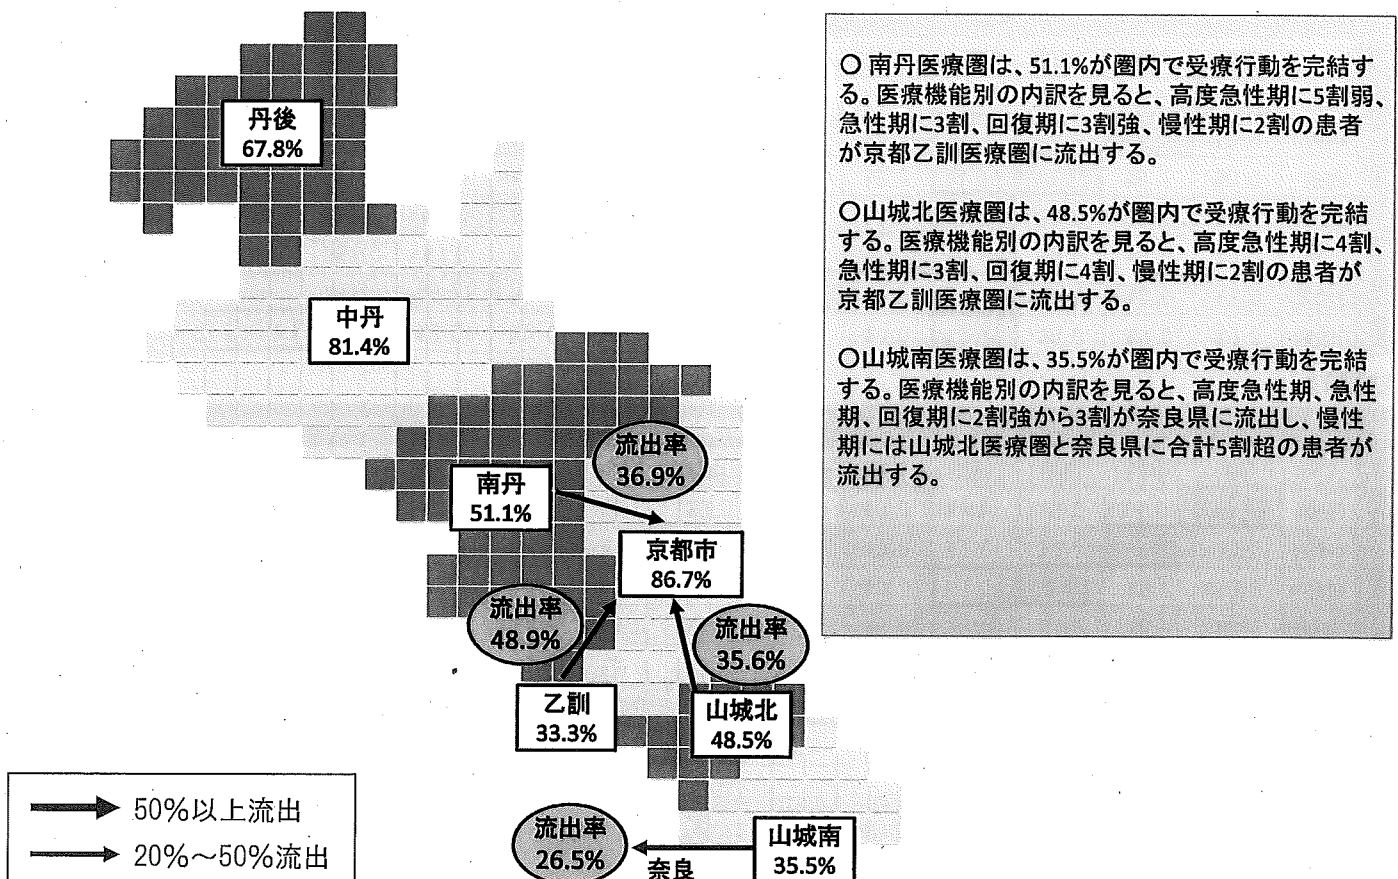 丹後
67.8%
中丹
81.4%
流出率
36.9%
南丹
51.1%
京都市
86.7%
流出率
48.9%
流出率
35.6%
乙訓
33.3%
山城北
48.5%
流出率
26.5%
奈良
山城南
35.5%
50%以上流出
20%～50%流出
〇 南丹医療圏は、51.1%が圏内で受療行動を完結す
る。医療機能別の内訳を見ると、高度急性期に5割弱、
急性期に3割、回復期に3割強、慢性期に2割の患者
が京都乙訓医療圏に流出する。
〇山城北医療圏は、48.5%が圏内で受療行動を完結
する。医療機能別の内訳を見ると、高度急性期に4割、
急性期に3割、回復期に4割、慢性期に2割の患者が
京都乙訓医療圏に流出する。
〇山城南医療圏は、35.5%が圏内で受療行動を完結
する。医療機能別の内訳を見ると、高度急性期、急性
期、回復期に2割強から3割が奈良県に流出し、慢性
期には山城北医療圏と奈良県に合計5割超の患者が
流出する。